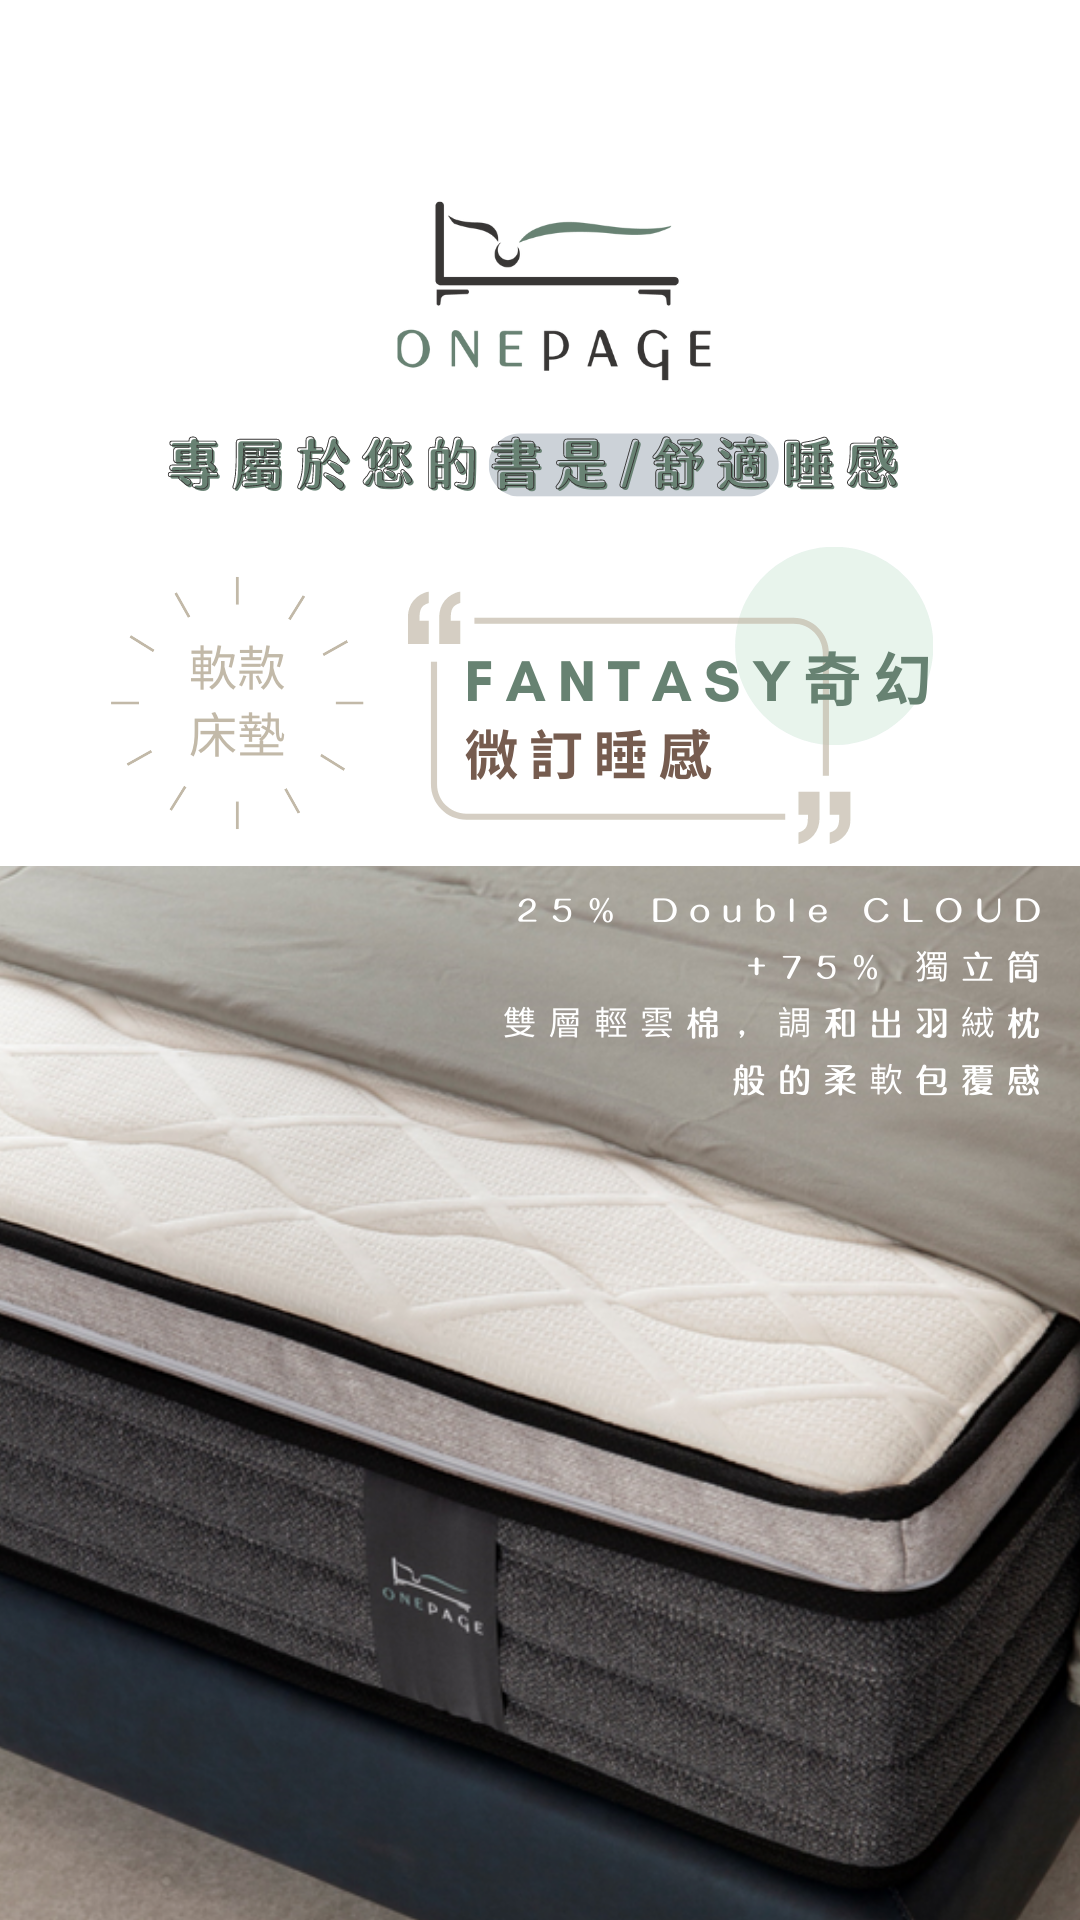 ONEPAGE
專屬於您的書是/舒適睡感
軟款
床墊
“FANTASY奇幻
微訂睡感”
25% Double CLOUD
+75% 獨立筒
雙層輕雲棉，調和出羽絨枕
般的柔軟包覆感
ONEPAGE